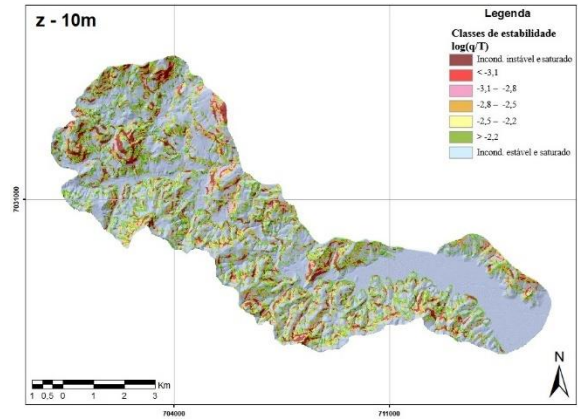 z - 10m
Legenda
Classes de estabilidade
log(q/T)
Incond. instável e saturado
< -3,1
-3,1 – -2,8
-2,8 – -2,5
-2,5 – -2,2
> -2,2
Incond. estável e saturado
7031000
1 0,5 0 1 2 3 Km
N
704000 711000